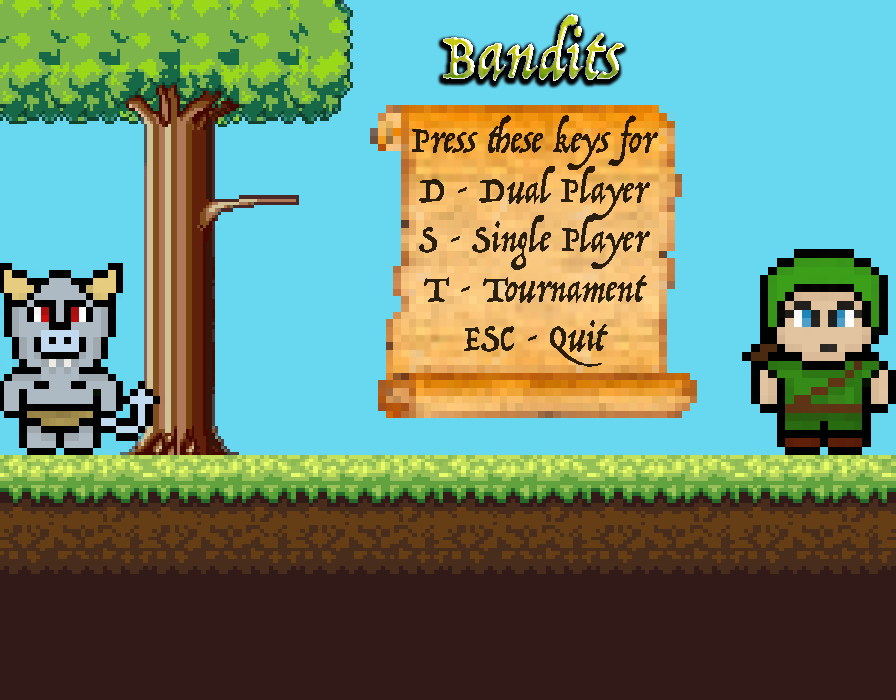 Bandits
Press these keys for
D - Dual Player
S - Single Player
T - Tournament
ESC - Quit